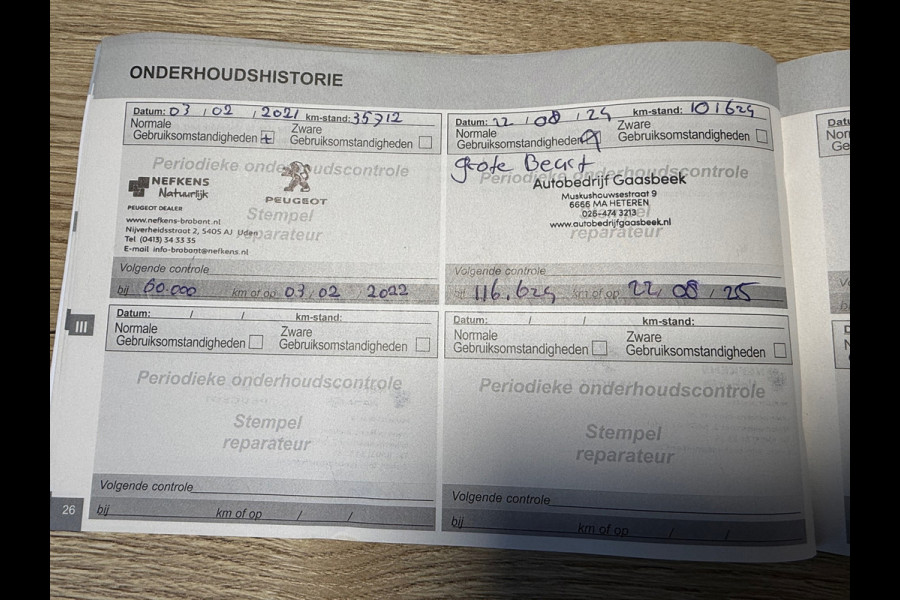 ONDERHOUDSHISTORIE
Datum: 03 / 02 / 2021 km-stand: 35712
Normale
Gebruiksomstandigheden
Zware
Gebruiksomstandigheden
Periodieke onderhoudscontrole
NEFKENS
Natuurlijk
PEUGEOT DEALER
PEUGEOT
www.nefkens-brabant.nl
Nijverheidsstraat 2, 5405 AJ Uden
Tel. (0413) 34 33 35
E-mail info-brabant@nefkens.nl
Stempel
reparateur
Volgende controle
bij 60.000 km of op 03 / 02 / 2022
Datum: 22 / 08 / 24 km-stand: 101624
Normale
Gebruiksomstandigheden
Zware
Gebruiksomstandigheden
grote Beurt
Periodieke onderhoudscontrole
Autobedrijf Gaasbeek
Muskushouwsestraat 9
6666 MA HETEREN
026-474 3213
www.autobedrijfgaasbeek.nl
reparateur
Volgende controle
bij 116.624 km of op 22 / 08 / 25
III
Datum: / / km-stand:
Normale
Gebruiksomstandigheden
Zware
Gebruiksomstandigheden
Periodieke onderhoudscontrole
Stempel
reparateur
Volgende controle
bij km of op / /
Datum: / / km-stand:
Normale
Gebruiksomstandigheden
Zware
Gebruiksomstandigheden
Periodieke onderhoudscontrole
Stempel
reparateur
Volgende controle
bij km of op / /
26